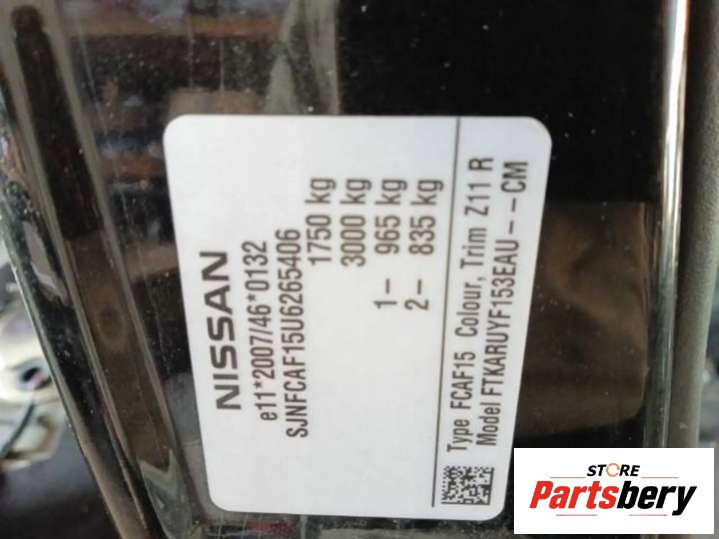 NISSAN
e11*2007/46*0132
SJNFCAF15U6265406
1750 kg
3000 kg
1– 965 kg
2– 835 kg
Type FCAF15 Colour, Trim Z11 R
Model FTKARUYF153EAU--CM
STORE
Partsbery